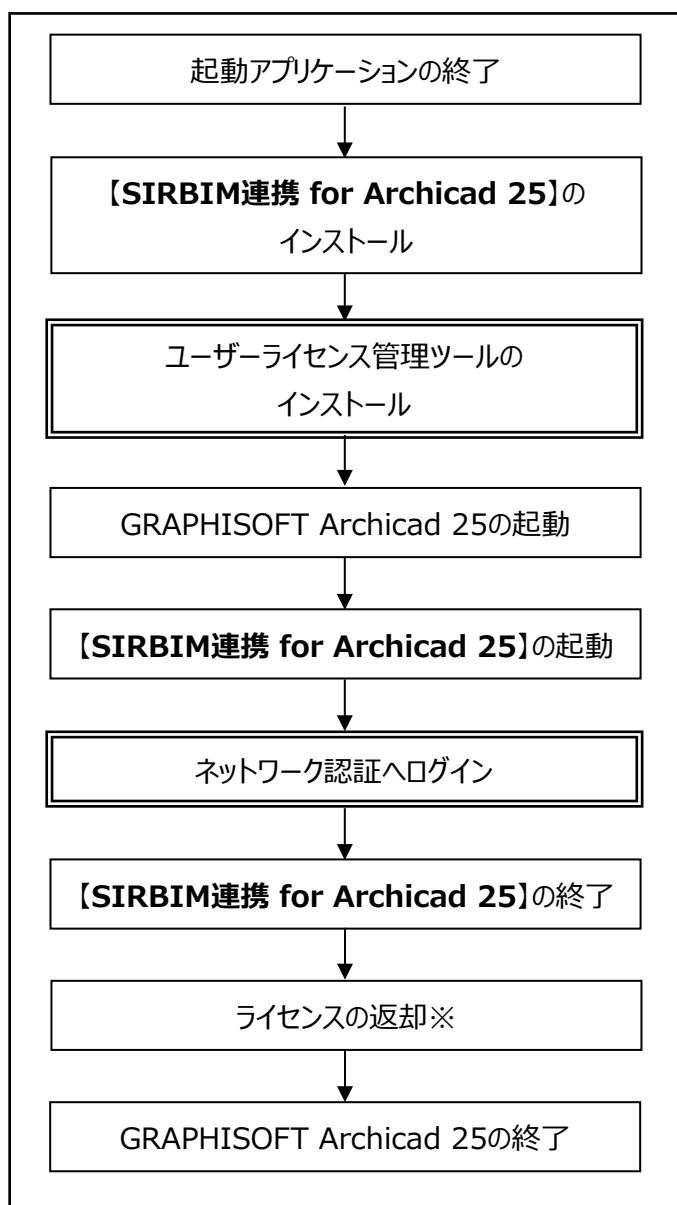 起動アプリケーションの終了
【SIRBIM連携 for Archicad 25】の
インストール
ユーザーライセンス管理ツールの
インストール
GRAPHISOFT Archicad 25の起動
【SIRBIM連携 for Archicad 25】の起動
ネットワーク認証へログイン
【SIRBIM連携 for Archicad 25】の終了
ライセンスの返却※
GRAPHISOFT Archicad 25の終了